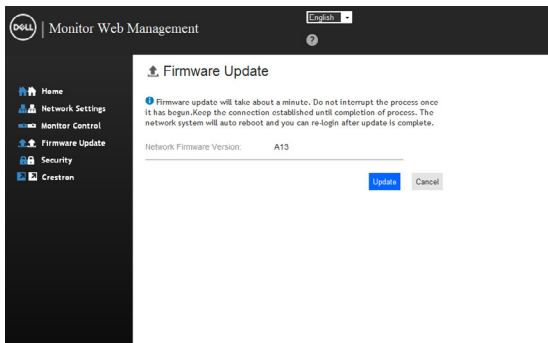 DELL | Monitor Web Management
English
?
Home
Network Settings
Monitor Control
Firmware Update
Security
Crestron
Firmware Update
Firmware update will take about a minute. Do not interrupt the process once
it has begun.Keep the connection established until completion of process. The
network system will auto reboot and you can re-login after update is complete.
Network Firmware Version: A13
Update Cancel